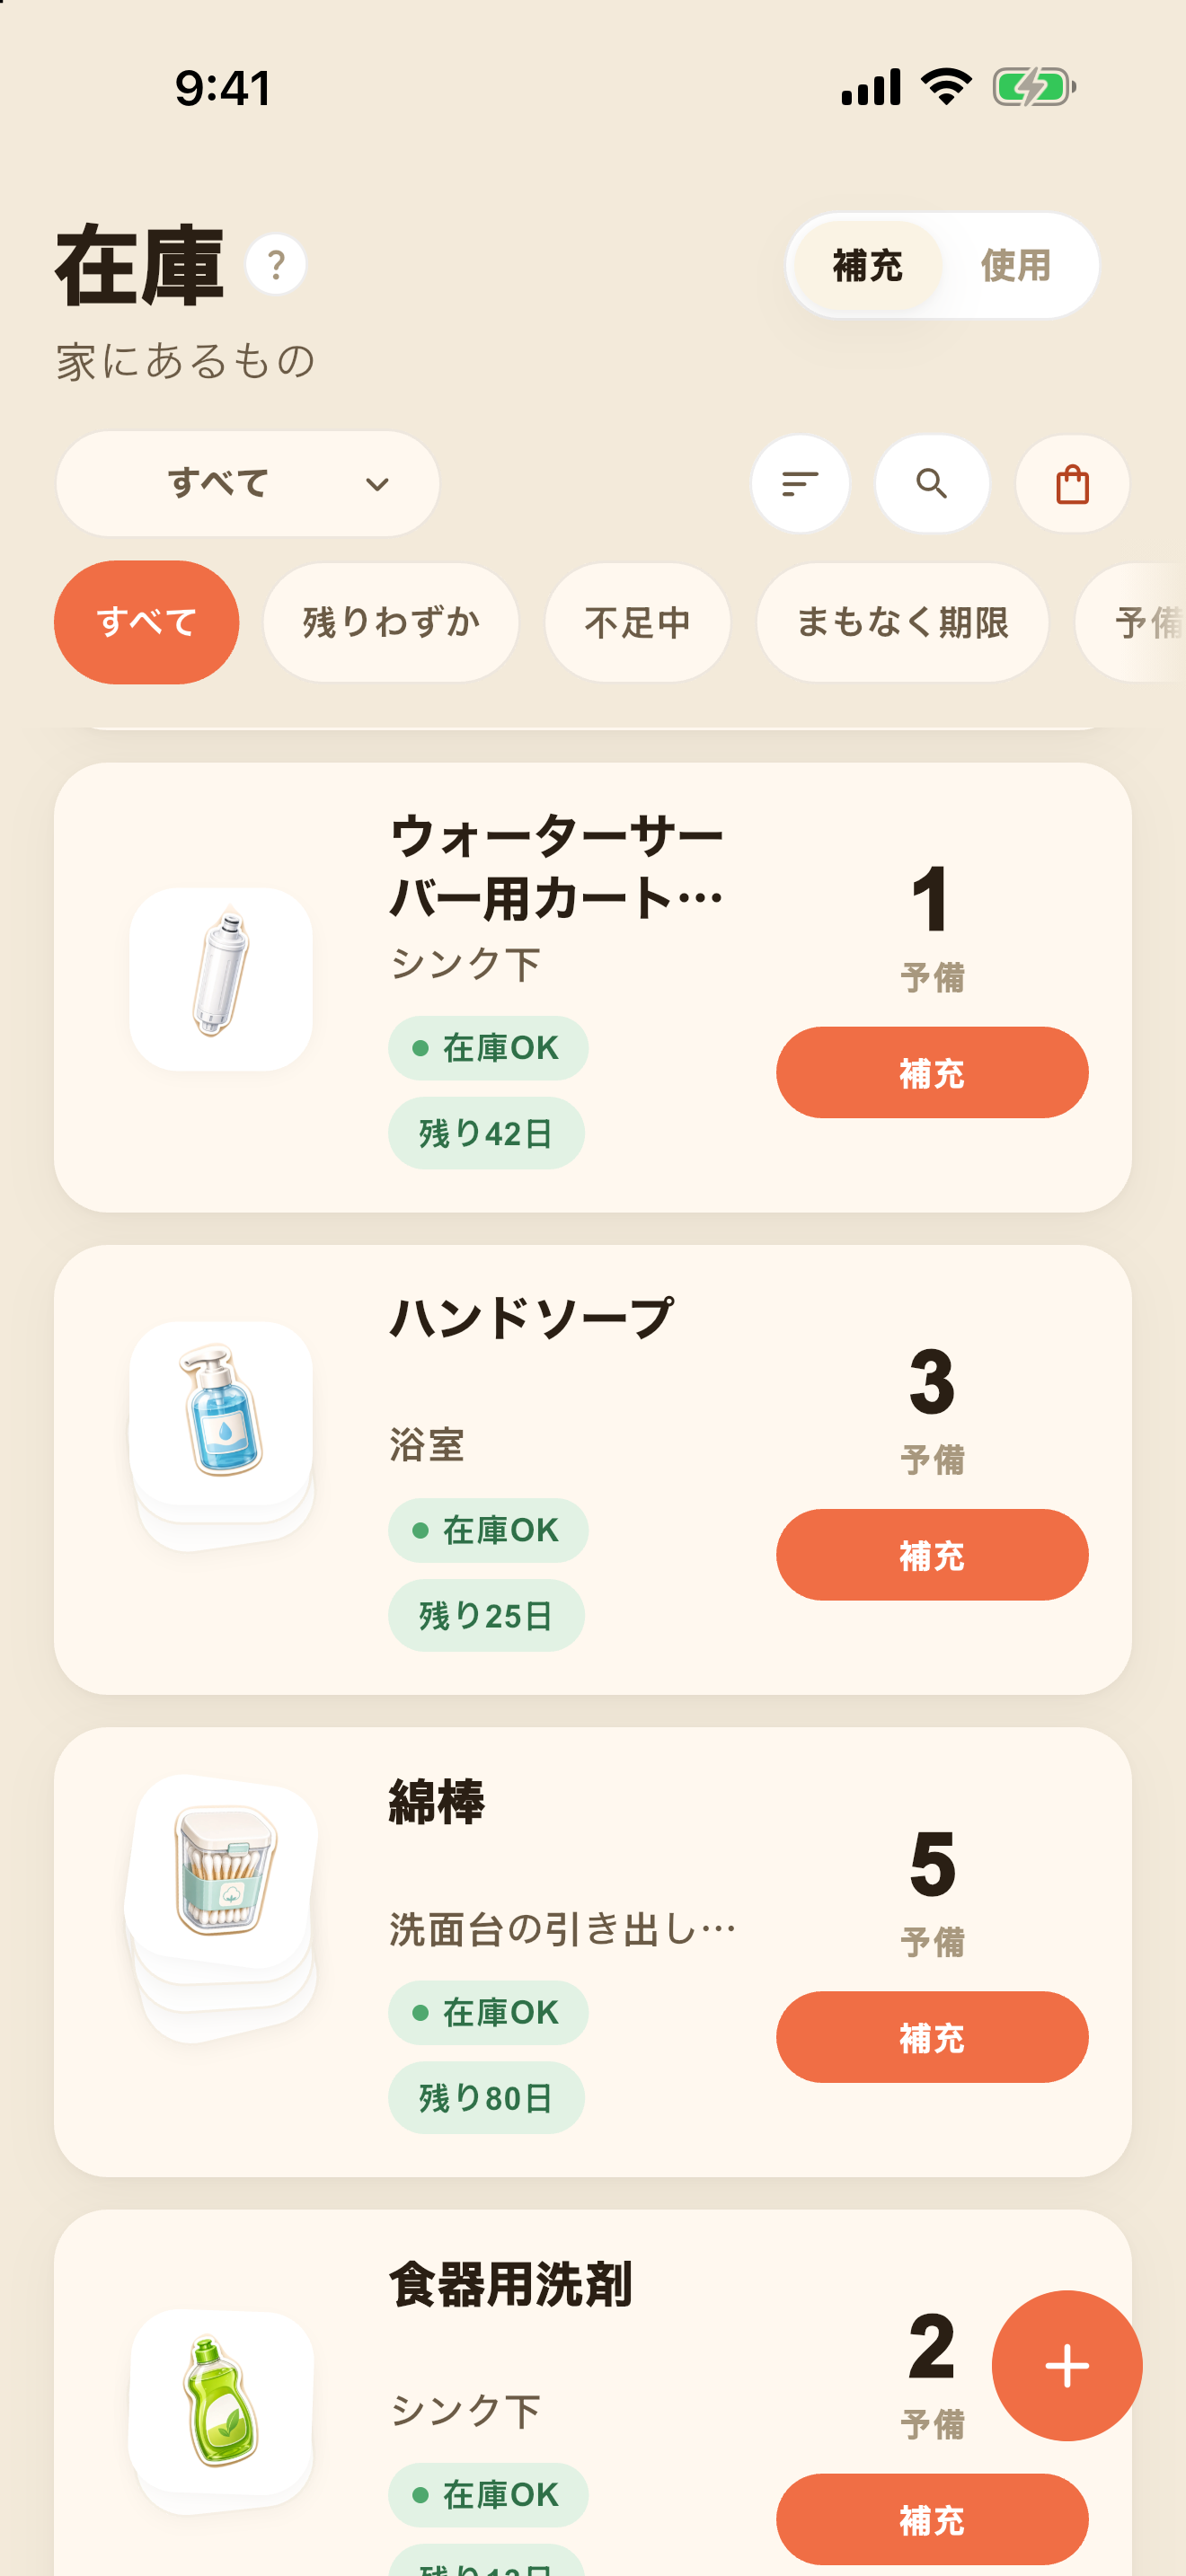 9:41
在庫 ?
補充 使用
家にあるもの
すべて
すべて 残りわずか 不足中 まもなく期限 予備
ウォーターサー
バー用カート…
シンク下
在庫OK
残り42日
1
予備
補充
ハンドソープ
浴室
在庫OK
残り25日
3
予備
補充
綿棒
洗面台の引き出し…
在庫OK
残り80日
5
予備
補充
食器用洗剤
シンク下
在庫OK
2
予備
補充